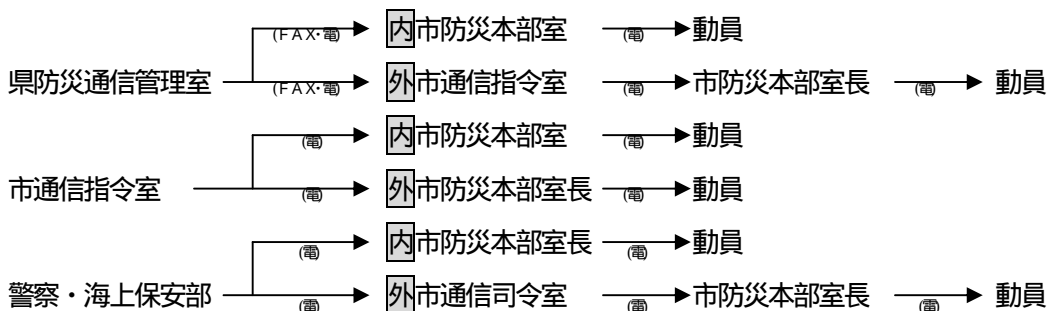 (FAX・電) 内市防災本部室 (電) 動員
県防災通信管理室 (FAX・電) 外市通信指令室 (電) 市防災本部室長 (電) 動員
(電) 内市防災本部室 (電) 動員
市通信指令室 (電) 外市防災本部室長 (電) 動員
(電) 内市防災本部室長 (電) 動員
警察・海上保安部 (電) 外市通信司令室 (電) 市防災本部室長 (電) 動員